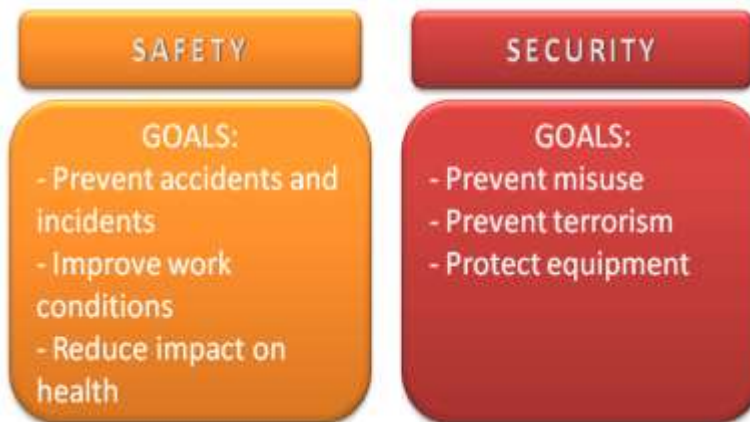 SAFETY
GOALS:
- Prevent accidents and
incidents
- Improve work
conditions
- Reduce impact on
health
SECURITY
GOALS:
- Prevent misuse
- Prevent terrorism
- Protect equipment